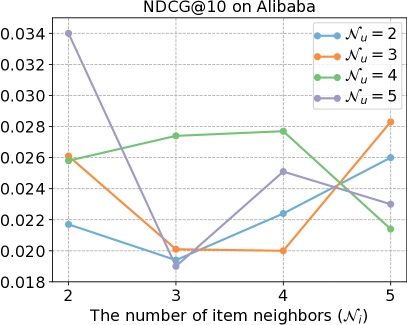 NDCG@10 on Alibaba
0.034
0.032
0.030
0.028
0.026
0.024
0.022
0.020
0.018
𝒩u = 2
𝒩u = 3
𝒩u = 4
𝒩u = 5
2 3 4 5
The number of item neighbors (𝒩i)